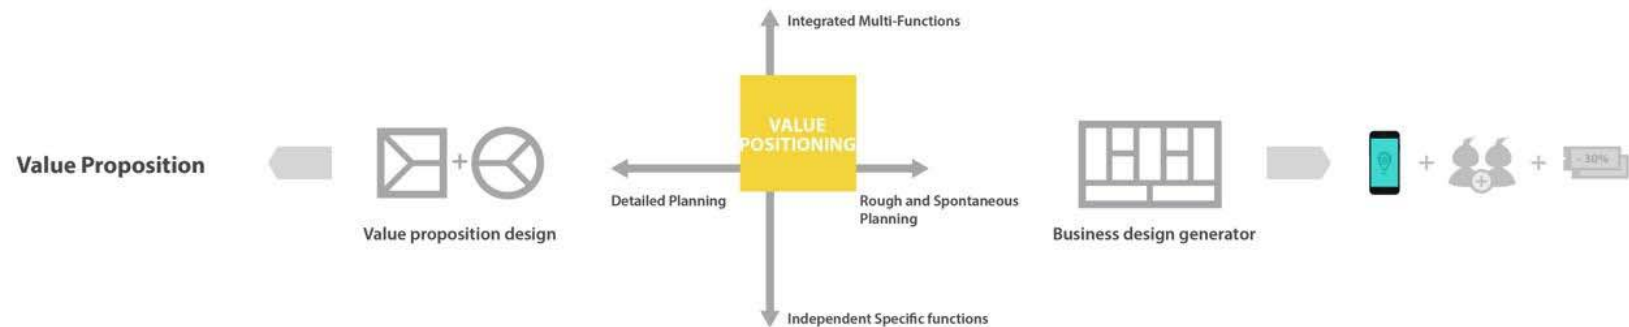 Integrated Multi-Functions
VALUE
POSITIONING
Value Proposition
- 30%
Detailed Planning
Rough and Spontaneous
Planning
Value proposition design
Business design generator
Independent Specific functions